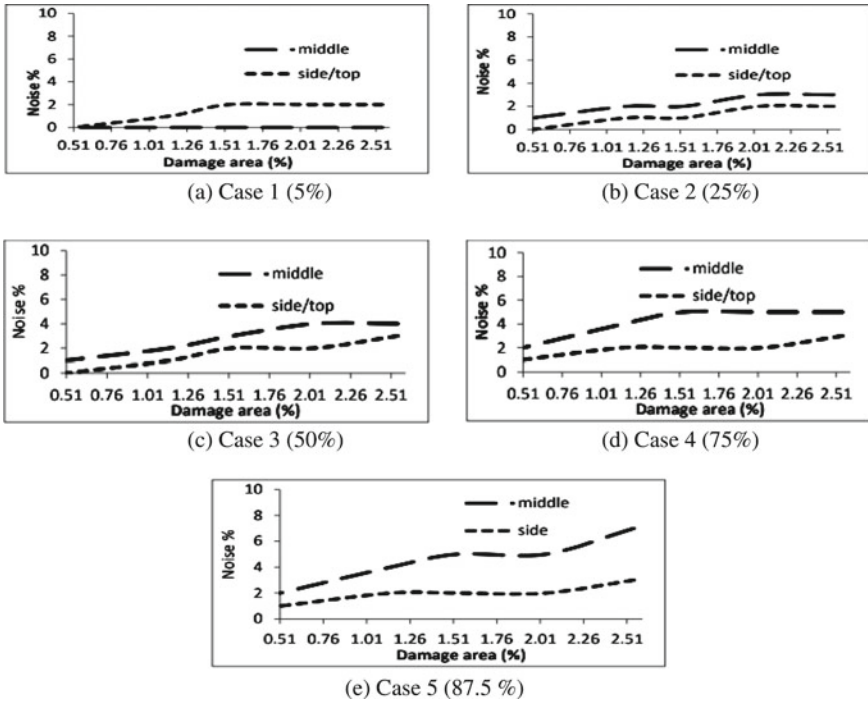 10
8
6
4
2
0
Noise %
middle
side/top
0.51 0.76 1.01 1.26 1.51 1.76 2.01 2.26 2.51
Damage area (%)
(a) Case 1 (5%)
10
8
6
4
2
0
Noise %
middle
side/top
0.51 0.76 1.01 1.26 1.51 1.76 2.01 2.26 2.51
Damage area (%)
(b) Case 2 (25%)
10
8
6
4
2
0
Noise %
middle
side/top
0.51 0.76 1.01 1.26 1.51 1.76 2.01 2.26 2.51
Damage area (%)
(c) Case 3 (50%)
10
8
6
4
2
0
Noise %
middle
side/top
0.51 0.76 1.01 1.26 1.51 1.76 2.01 2.26 2.51
Damage area (%)
(d) Case 4 (75%)
10
8
6
4
2
0
Noise %
middle
side
0.51 0.76 1.01 1.26 1.51 1.76 2.01 2.26 2.51
Damage area (%)
(e) Case 5 (87.5 %)